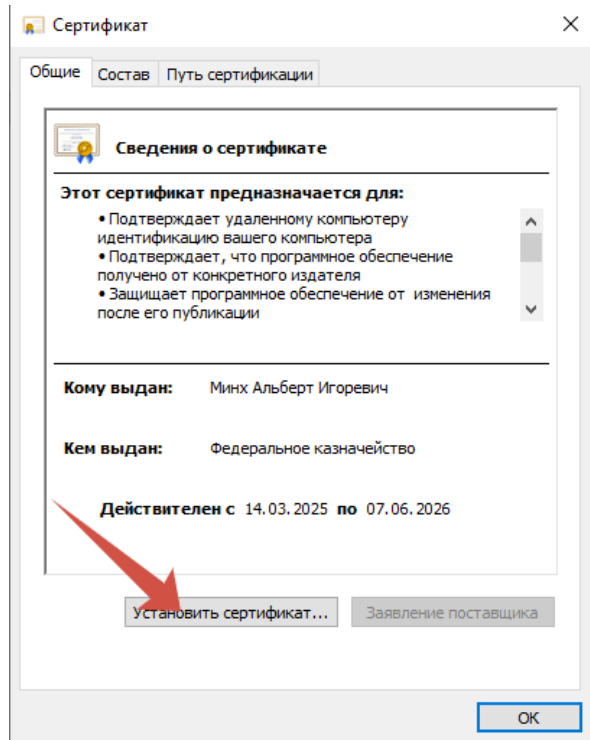 Сертификат
Общие Состав Путь сертификации
Сведения о сертификате
Этот сертификат предназначается для:
• Подтверждает удаленному компьютеру
идентификацию вашего компьютера
• Подтверждает, что программное обеспечение
получено от конкретного издателя
• Защищает программное обеспечение от изменения
после его публикации
Кому выдан: Минх Альберт Игоревич
Кем выдан: Федеральное казначейство
Действителен с 14.03.2025 по 07.06.2026
Установить сертификат... Заявление поставщика
ОК